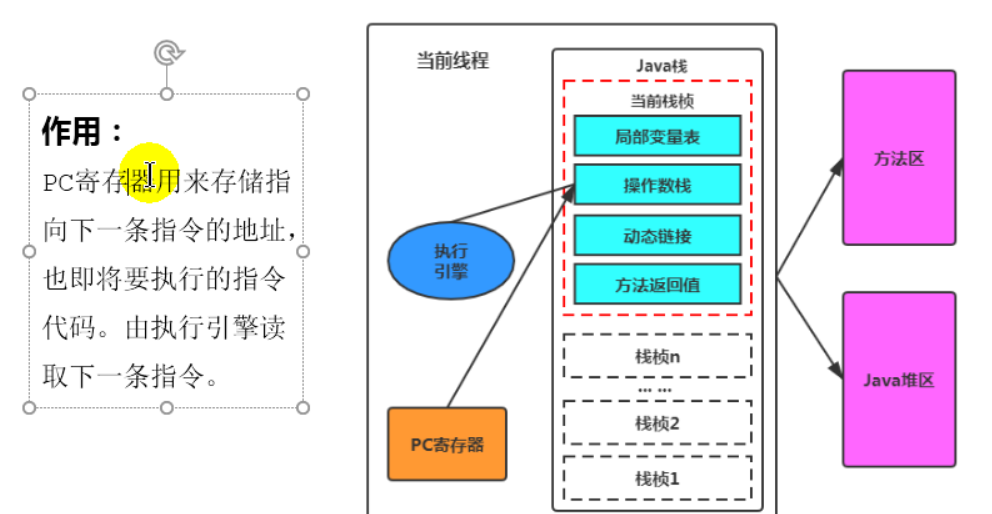 作用：
PC寄存器用来存储指
向下一条指令的地址，
也即将要执行的指令
代码。由执行引擎读
取下一条指令。
当前线程
Java栈
当前栈桢
局部变量表
操作数栈
动态链接
方法返回值
栈桢n
... ...
栈桢2
栈桢1
执行
引擎
PC寄存器
方法区
Java堆区